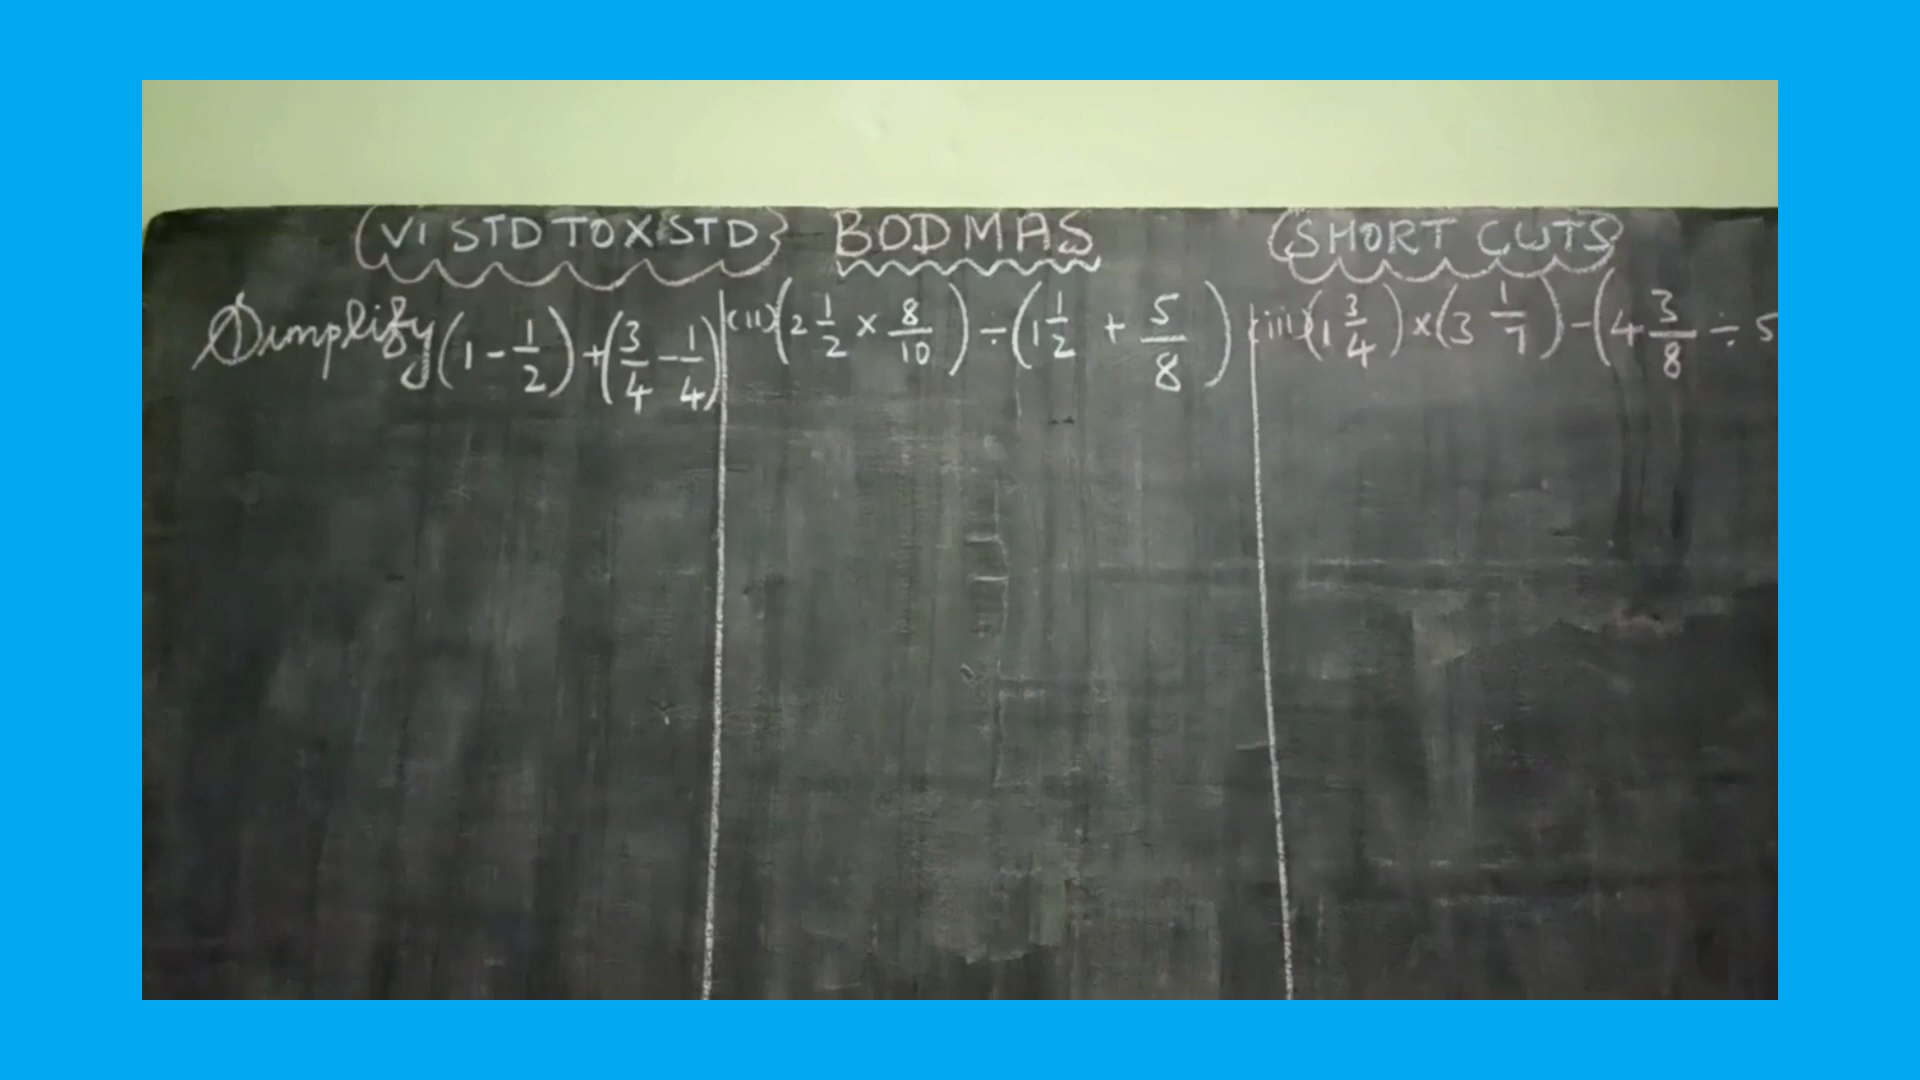 (VI STD TO X STD) BODMAS (SHORT CUTS)
Simplify (1 - 1/2) + (3/4 - 1/4) (ii) (2 1/2 × 8/10) ÷ (1 1/2 + 5/8) (iii) (1 3/4) × (3 1/7) - (4 3/8 ÷ 5